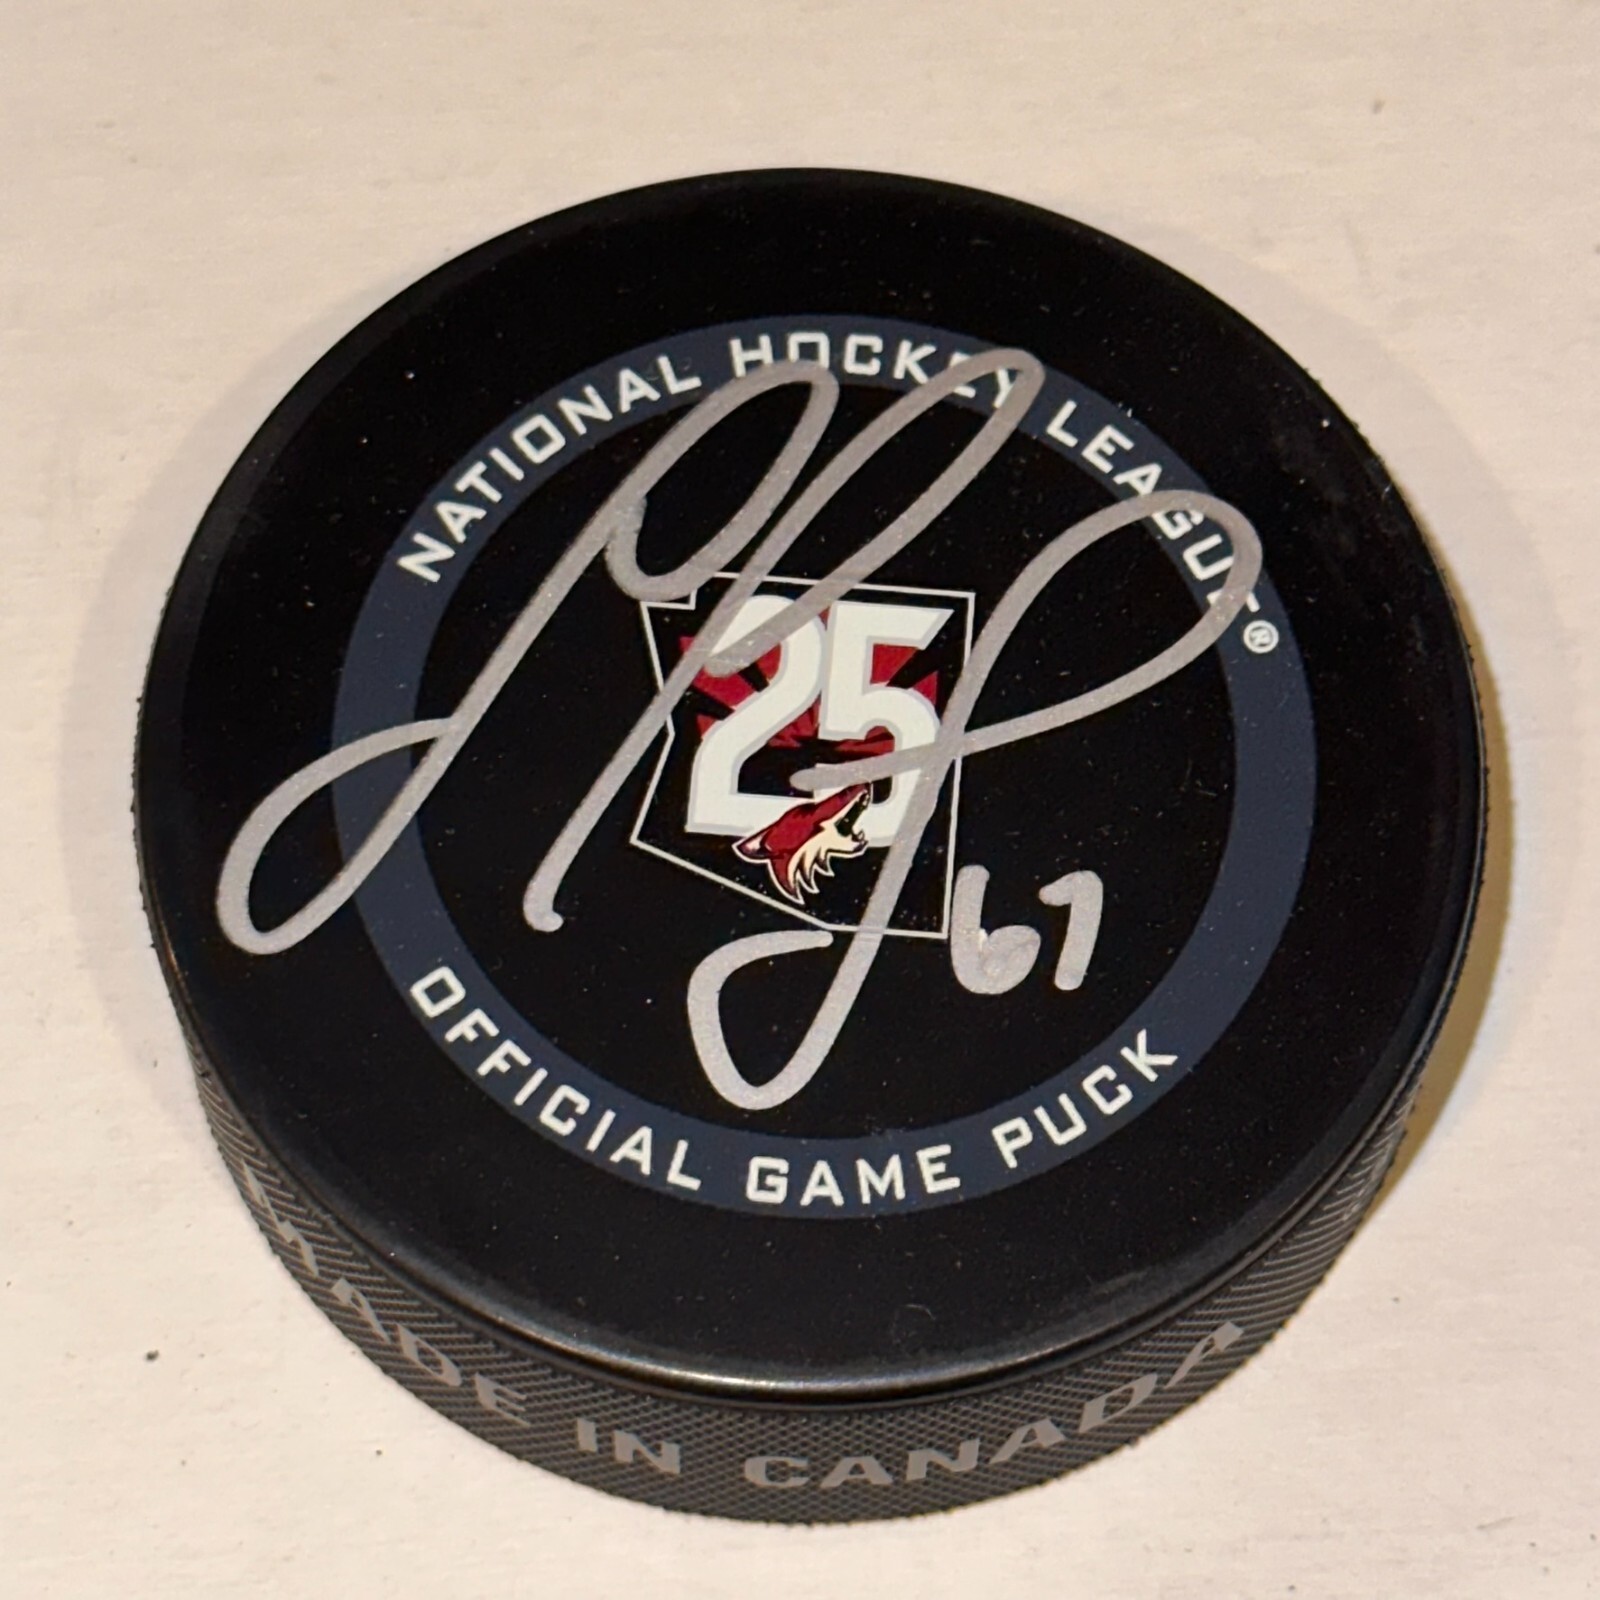 NATIONAL HOCKEY LEAGUE®
25
67
OFFICIAL GAME PUCK
MADE IN CANADA